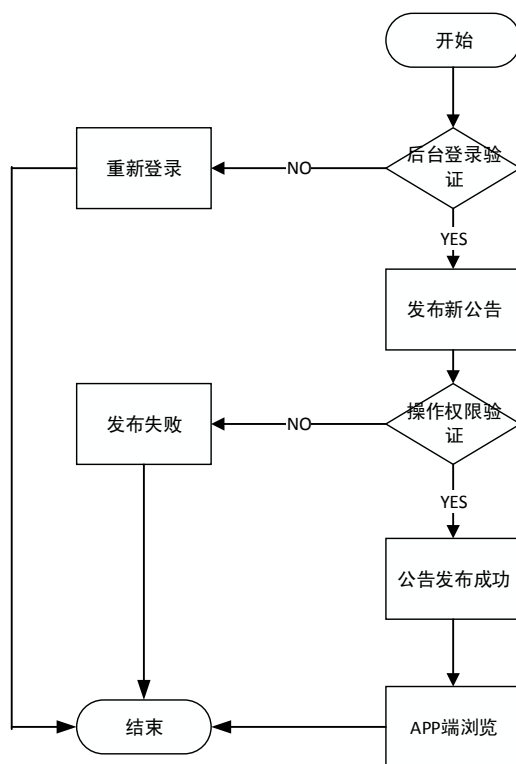 开始
后台登录验
证
NO
重新登录
YES
发布新公告
操作权限验
证
NO
发布失败
YES
公告发布成功
APP端浏览
结束